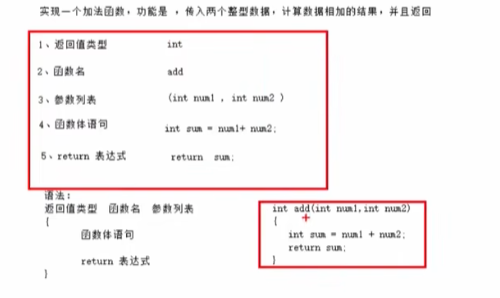 实现一个加法函数，功能是 ，传入两个整型数据，计算数据相加的结果，并且返回
1、返回值类型 int
2、函数名 add
3、参数列表 (int num1 , int num2 )
4、函数体语句 int sum = num1+ num2;
5、return 表达式 return sum;
语法：
返回值类型 函数名 参数列表
{
函数体语句
return 表达式
}
int add(int num1,int num2)
{
int sum = num1 + num2;
return sum;
}